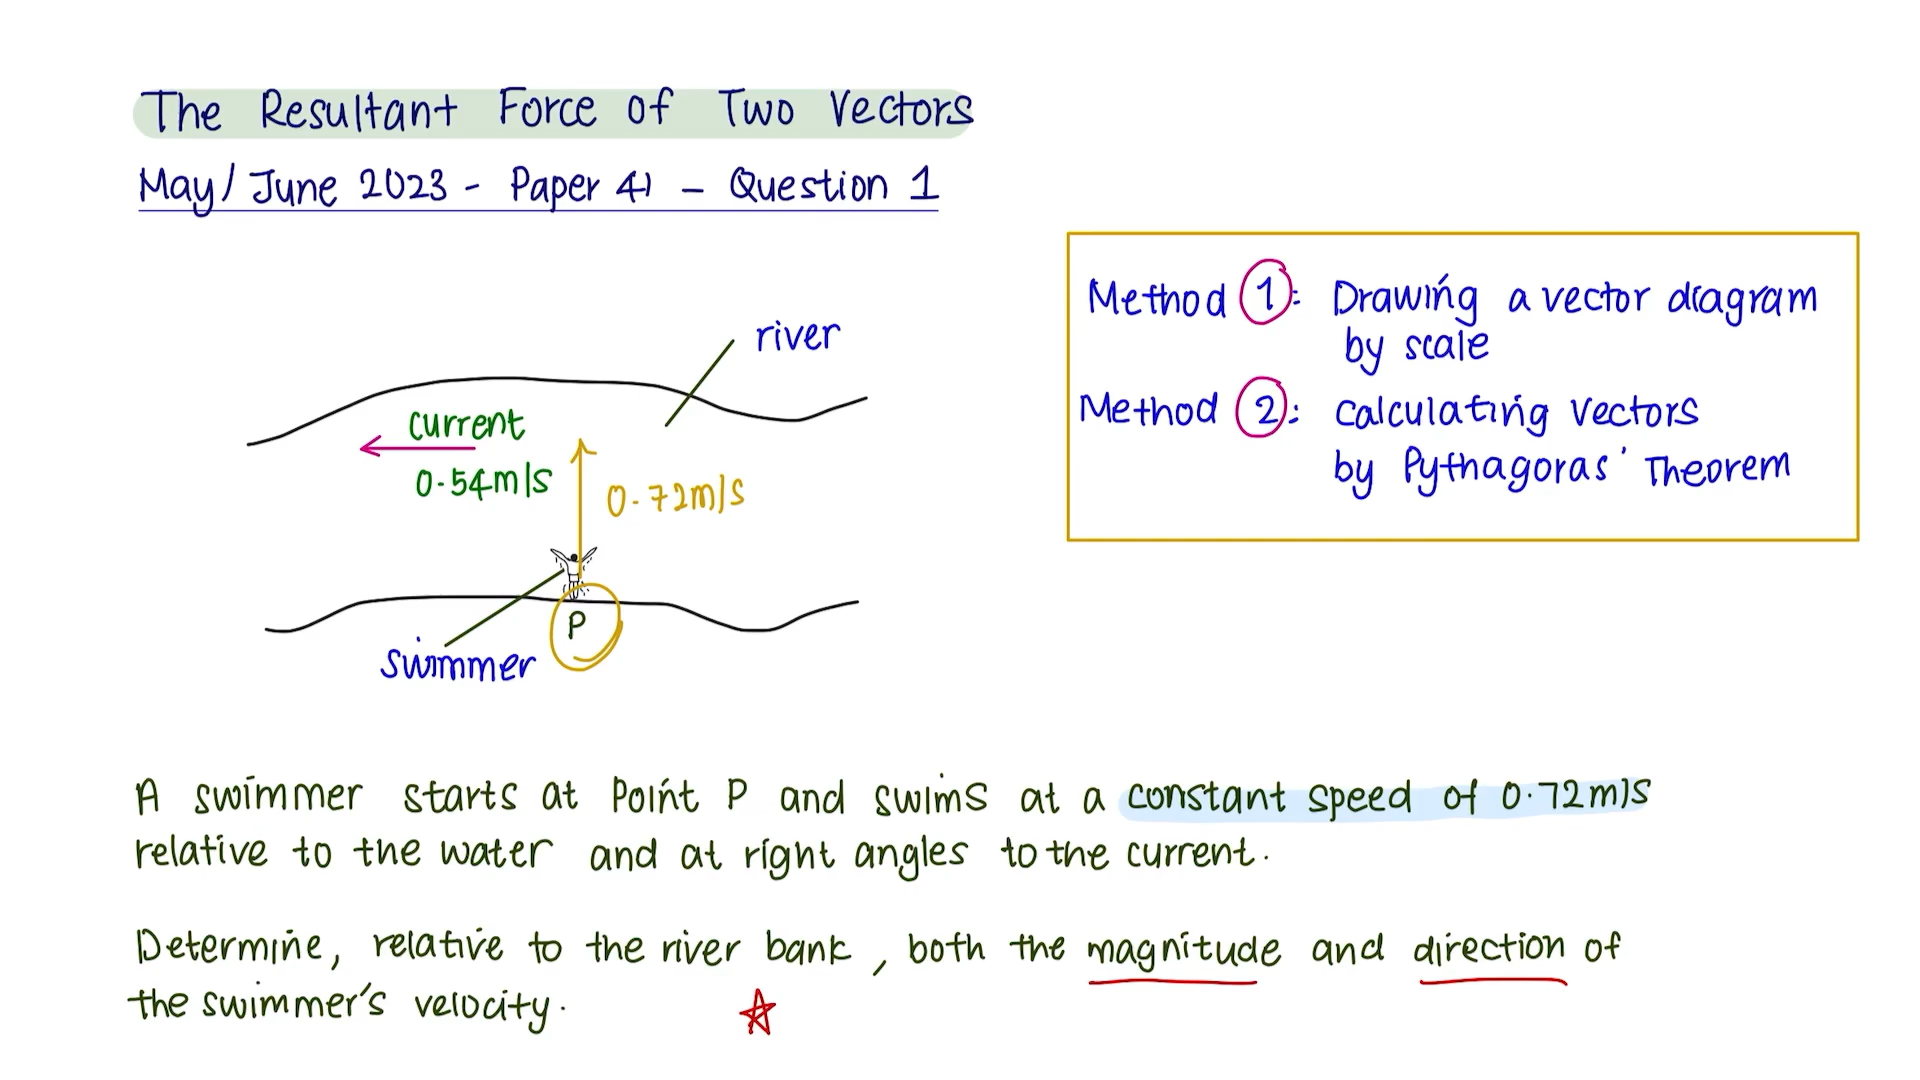 The Resultant Force of Two Vectors
May/June 2023 - Paper 41 - Question 1
Method 1: Drawing a vector diagram
by scale
Method 2: Calculating Vectors
by Pythagoras' Theorem
river
current
0.54m/s
0.72m/s
P
swimmer
A swimmer starts at Point P and swims at a constant speed of 0.72m/s
relative to the water and at right angles to the current.
Determine, relative to the river bank, both the magnitude and direction of
the swimmer's velocity.